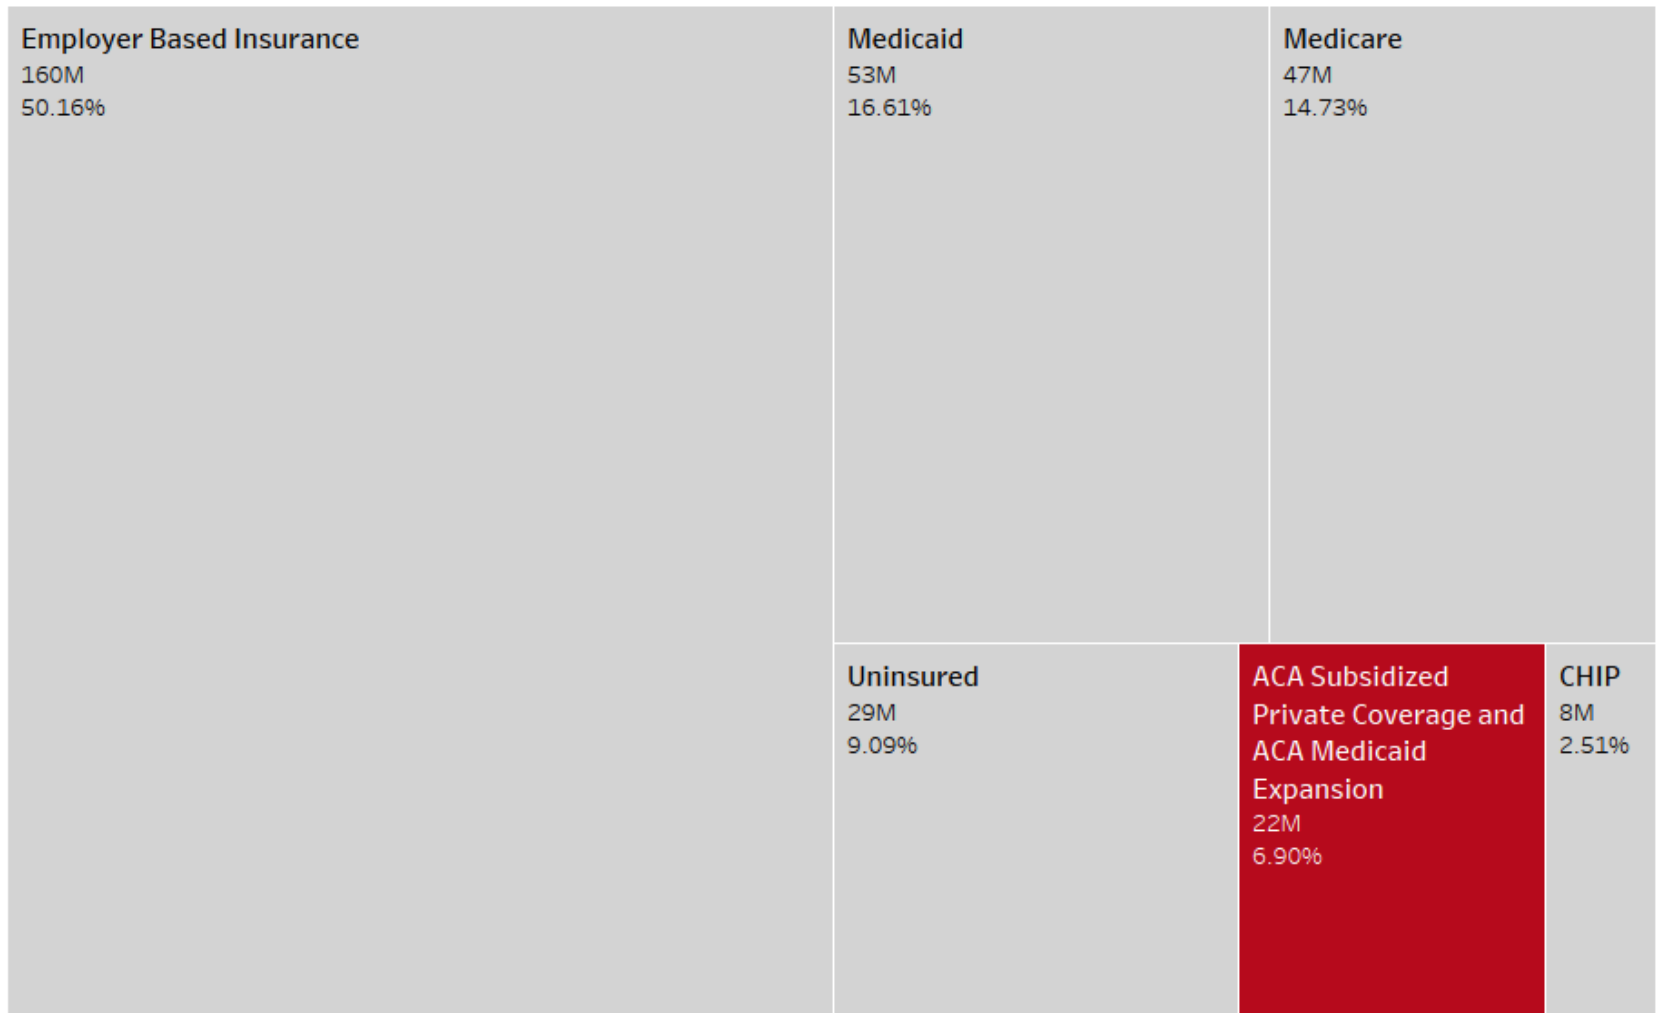 Employer Based Insurance
160M
50.16%
Medicaid
53M
16.61%
Medicare
47M
14.73%
Uninsured
29M
9.09%
ACA Subsidized
Private Coverage and
ACA Medicaid
Expansion
22M
6.90%
CHIP
8M
2.51%